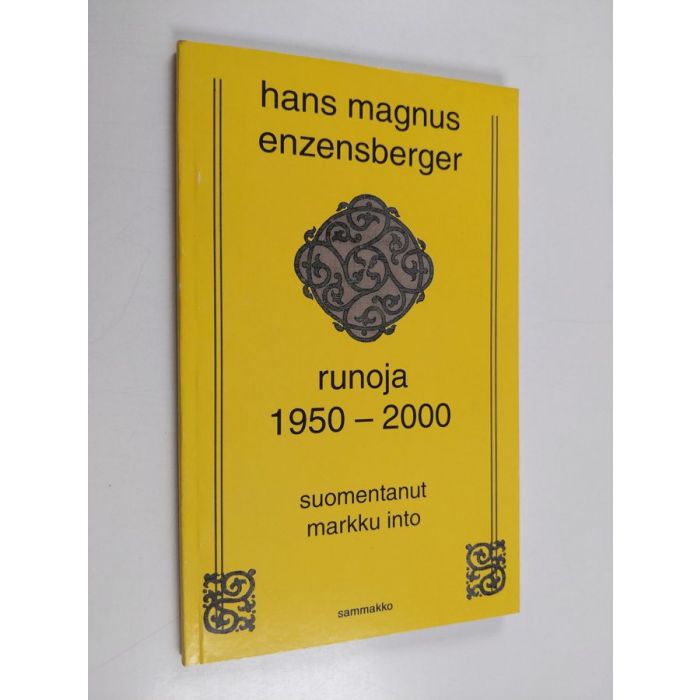 hans magnus
enzensberger
runoja
1950 – 2000
suomentanut
markku into
sammakko